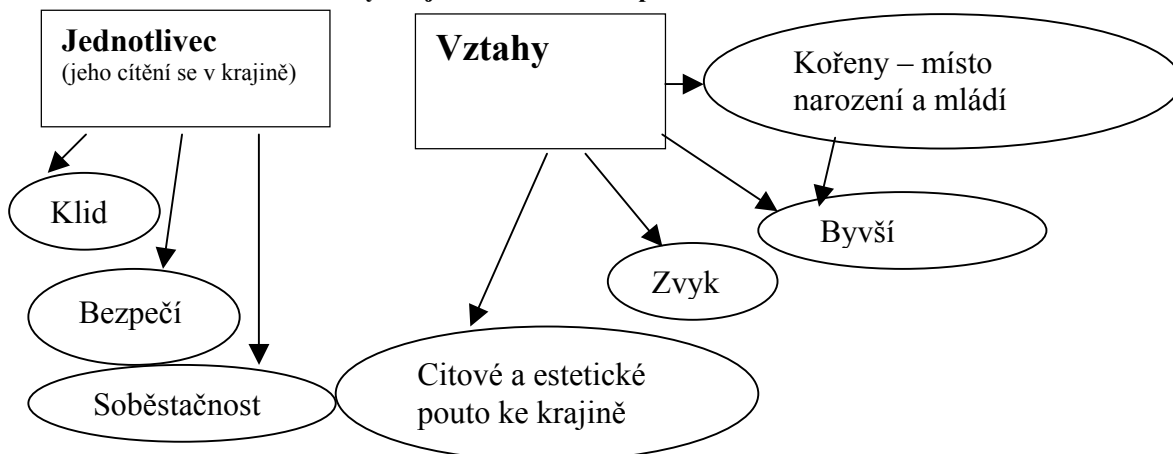 Jednotlivec
(jeho cítění se v krajině)
Klid
Bezpečí
Soběstačnost
Vztahy
Kořeny – místo
narození a mládí
Byvší
Zvyk
Citové a estetické
pouto ke krajině